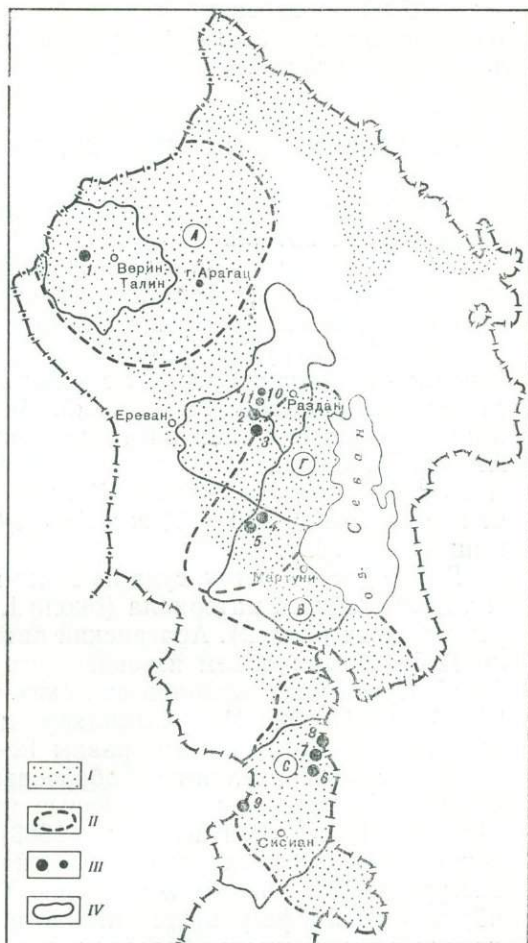 А
1
Верин
Талин
г. Арагац
11
10
Раздан
2
Ереван
3
Г
оз. Севан
4
5
Мартуни
В
8
7
С
6
9
Сисиан
I
II
III
IV